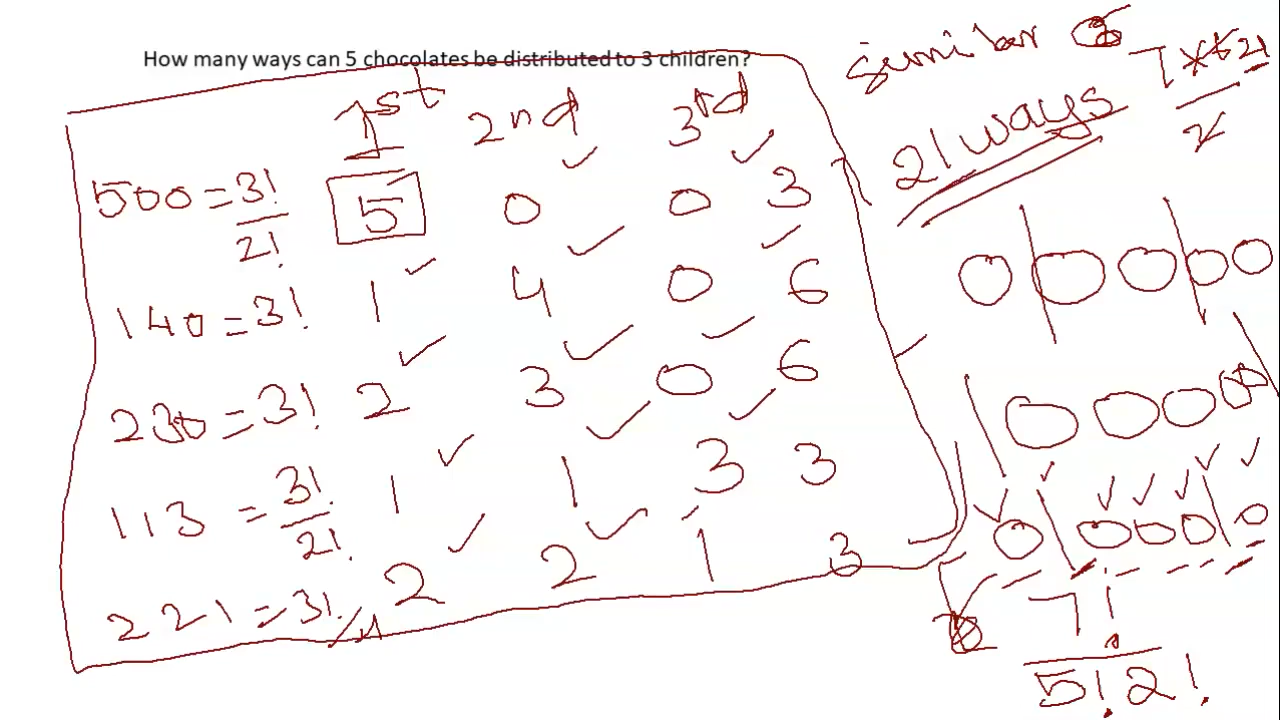 How many ways can 5 chocolates be distributed to 3 children?
similar
7 × 6 21
2
21 ways
1st 2nd 3rd
500 = 3!/2! 5 0 0 3
140 = 3! 1 4 0 6
230 = 3! 2 3 0 6
113 = 3!/2! 1 1 3 3
221 = 3! 2 2 1 3
7!
5! 2!